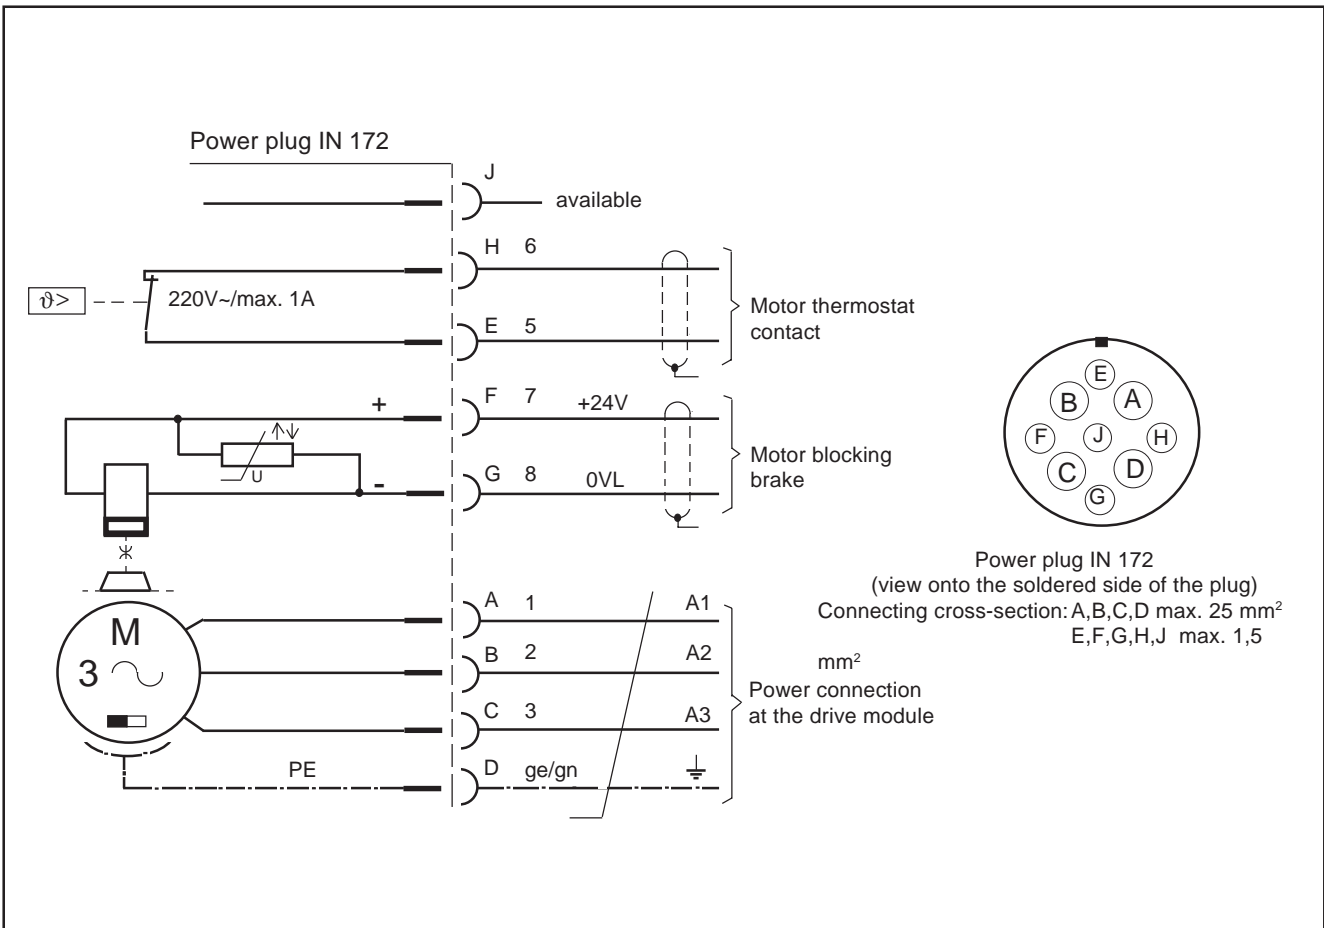 Power plug IN 172
J
available
H 6
ϑ>
220V~/max. 1A
Motor thermostat
contact
E 5
+
F 7 +24V
U
Motor blocking
brake
-
G 8 0VL
A 1 A1
M
3
B 2 A2
Power connection
at the drive module
C 3 A3
PE
D ge/gn
E
B A
F J H
C D
G
Power plug IN 172
(view onto the soldered side of the plug)
Connecting cross-section: A,B,C,D max. 25 mm²
E,F,G,H,J max. 1,5
mm²